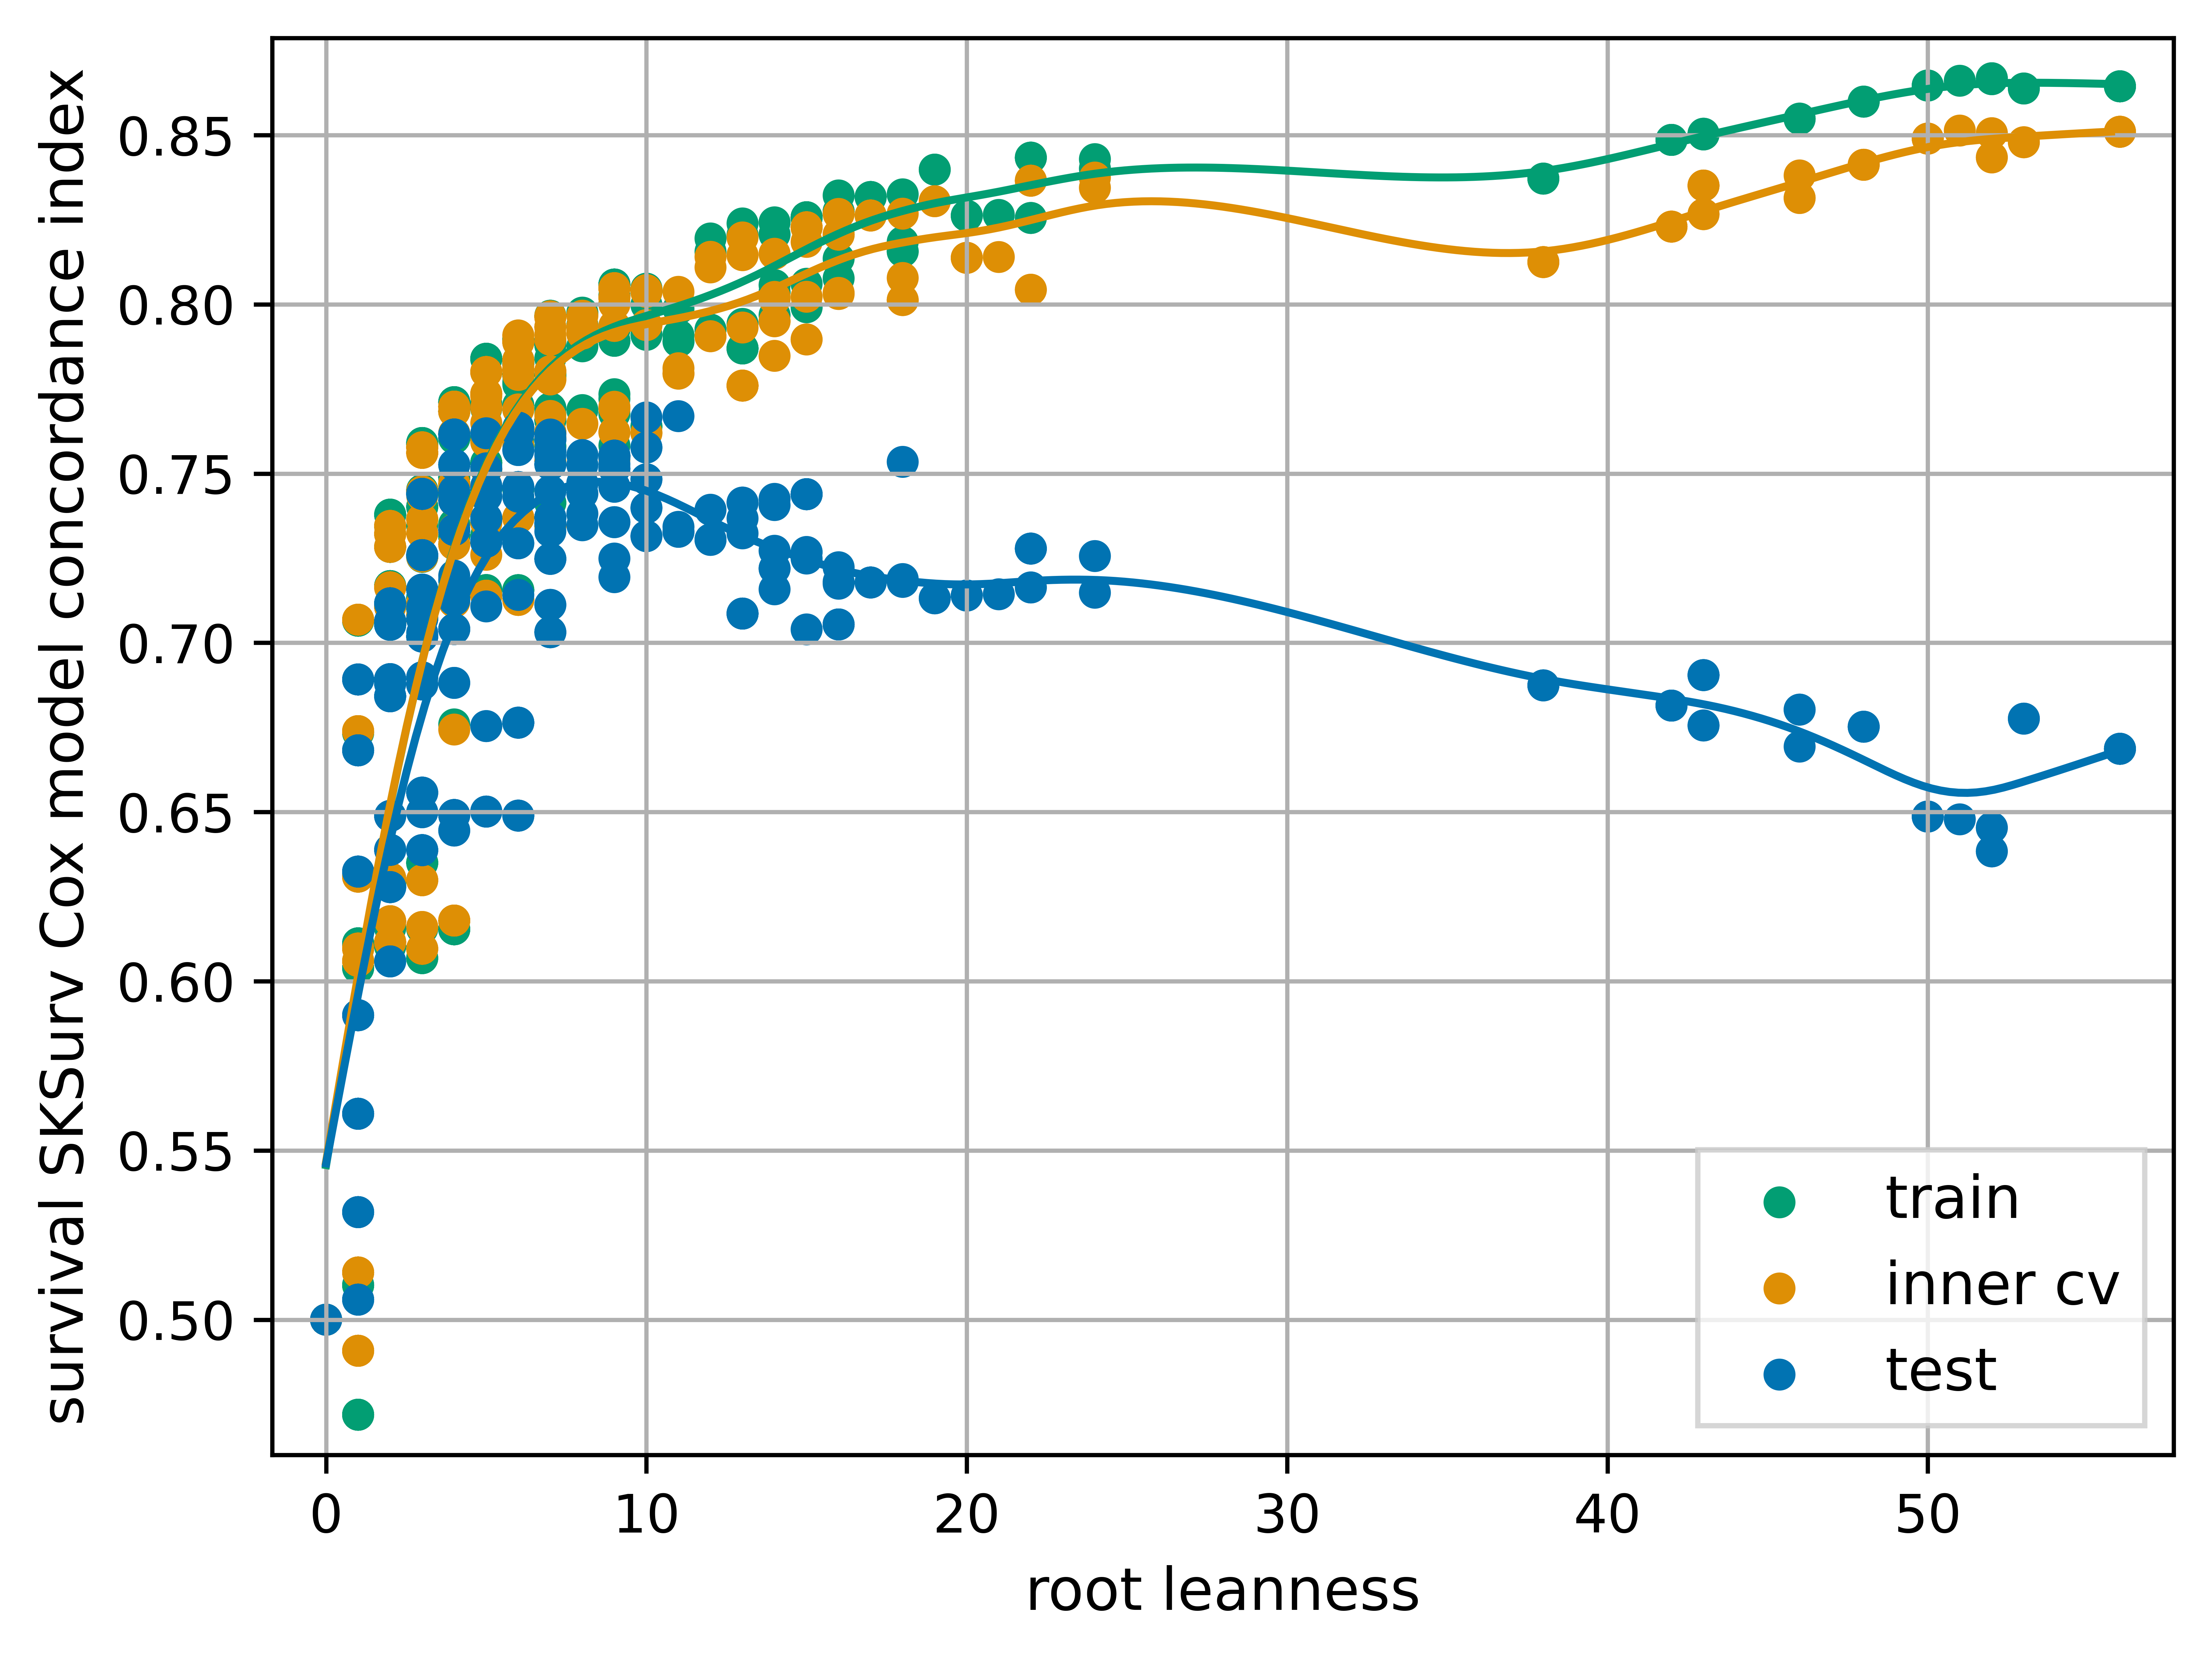 survival SKSurv Cox model concordance index
0.85
0.80
0.75
0.70
0.65
0.60
0.55
0.50
train
inner cv
test
0 10 20 30 40 50
root leanness